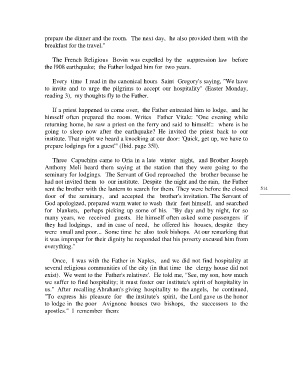 prepare the dinner and the room. The next day, he also provided them with the
breakfast for the travel."
The French Religious Bovin was expelled by the suppression law before
the 1908 earthquake; the Father lodged him for two years.
Every time I read in the canonical hours Saint Gregory's saying, "We have
to invite and to urge the pilgrims to accept our hospitality" (Easter Monday,
reading 3), my thoughts fly to the Father.
If a priest happened to come over, the Father entreated him to lodge, and he
himself often prepared the room. Writes Father Vitale: "One evening while
returning home, he saw a priest on the ferry and said to himself: where is he
going to sleep now after the earthquake? He invited the priest back to our
institute. That night we heard a knocking at our door: 'Quick, get up, we have to
prepare lodgings for a guest'" (Ibid. page 359).
Three Capuchins came to Oria in a late winter night, and Brother Joseph
Anthony Meli heard them saying at the station that they were going to the
seminary for lodgings. The Servant of God reproached the brother because he
had not invited them to our institute. Despite the night and the rain, the Father
sent the brother with the lantern to search for them. They were before the closed
door of the seminary, and accepted the brother's invitation. The Servant of
God apologized, prepared warm water to wash their feet himself, and searched
for blankets, perhaps picking up some of his. "By day and by night, for so
many years, we received guests. He himself often asked some passengers if
they had lodgings, and in case of need, he offered his houses, despite they
were small and poor... Some time he also took bishops. At our remarking that
it was improper for their dignity he responded that his poverty excused him from
everything."
Once, I was with the Father in Naples, and we did not find hospitality at
several religious communities of the city (in that time the clergy house did not
exist). We went to the Father's relatives'. He told me, "See, my son, how much
we suffer to find hospitality; it must foster our institute's spirit of hospitality in
us." After recalling Abraham's giving hospitality to the angels, he continued,
"To express his pleasure for the institute's spirit, the Lord gave us the honor
to lodge in the poor Avignone houses two bishops, the successors to the
apostles." I remember them: